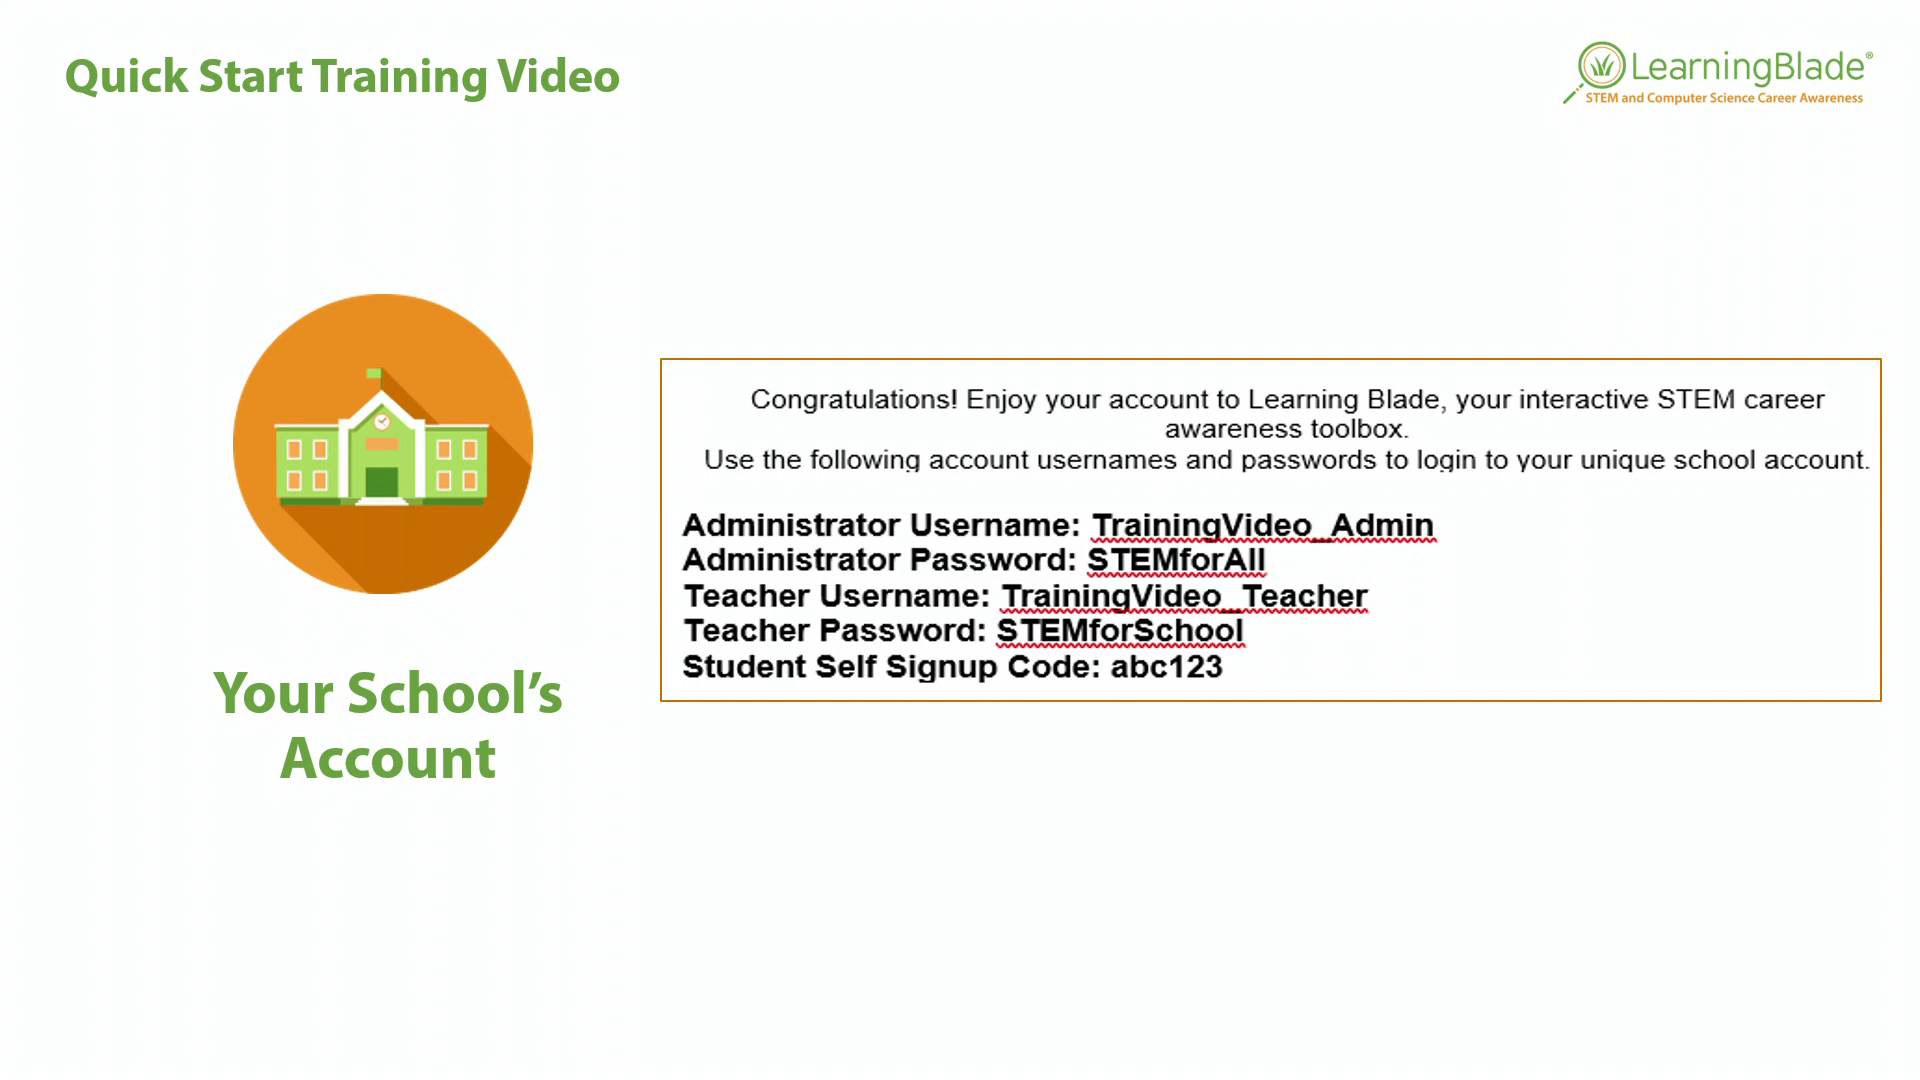 Quick Start Training Video
LearningBlade®
STEM and Computer Science Career Awareness
Congratulations! Enjoy your account to Learning Blade, your interactive STEM career
awareness toolbox.
Use the following account usernames and passwords to login to your unique school account.
Administrator Username: TrainingVideo_Admin
Administrator Password: STEMforAll
Teacher Username: TrainingVideo_Teacher
Teacher Password: STEMforSchool
Student Self Signup Code: abc123
Your School’s
Account